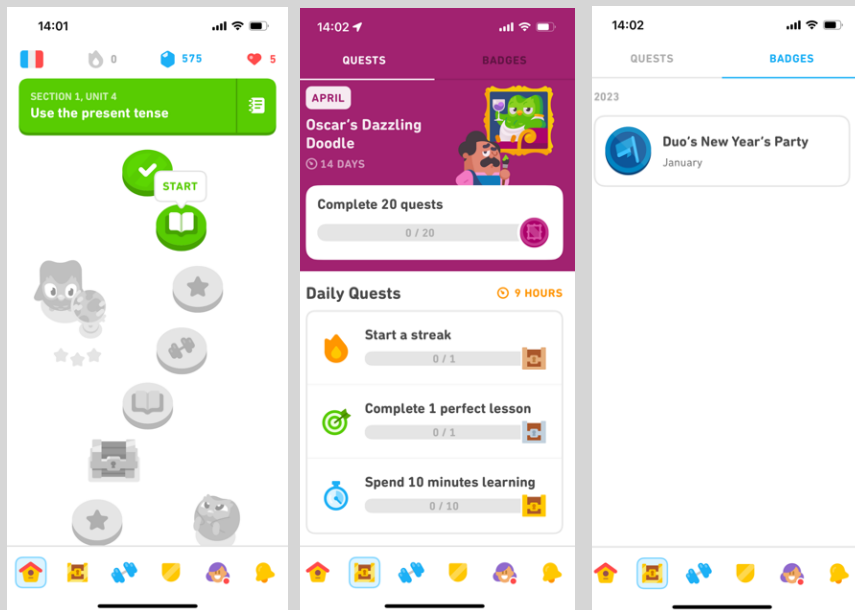 14:01
0
575
5
SECTION 1, UNIT 4
Use the present tense
START
14:02
QUESTS
BADGES
APRIL
Oscar's Dazzling
Doodle
14 DAYS
Complete 20 quests
0 / 20
Daily Quests
9 HOURS
Start a streak
0 / 1
Complete 1 perfect lesson
0 / 1
Spend 10 minutes learning
0 / 10
14:02
QUESTS
BADGES
2023
Duo's New Year's Party
January